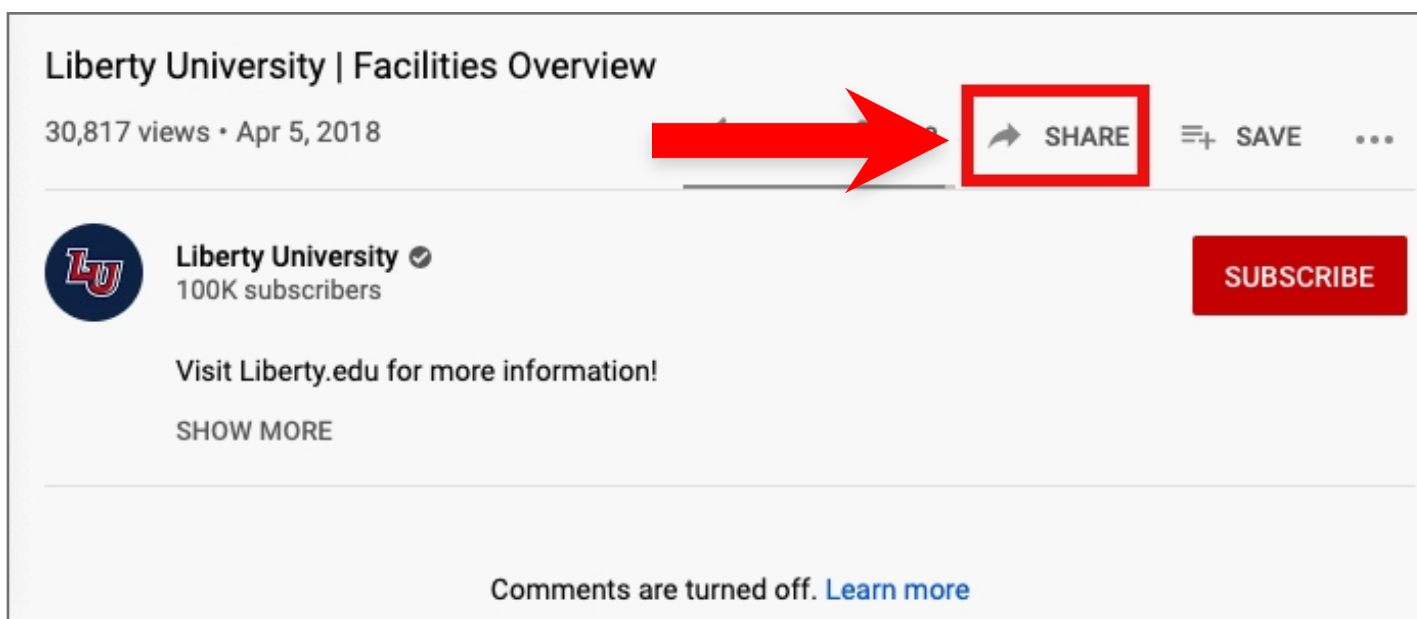 Liberty University | Facilities Overview
30,817 views • Apr 5, 2018
SHARE
SAVE
LU
Liberty University
100K subscribers
SUBSCRIBE
Visit Liberty.edu for more information!
SHOW MORE
Comments are turned off. Learn more